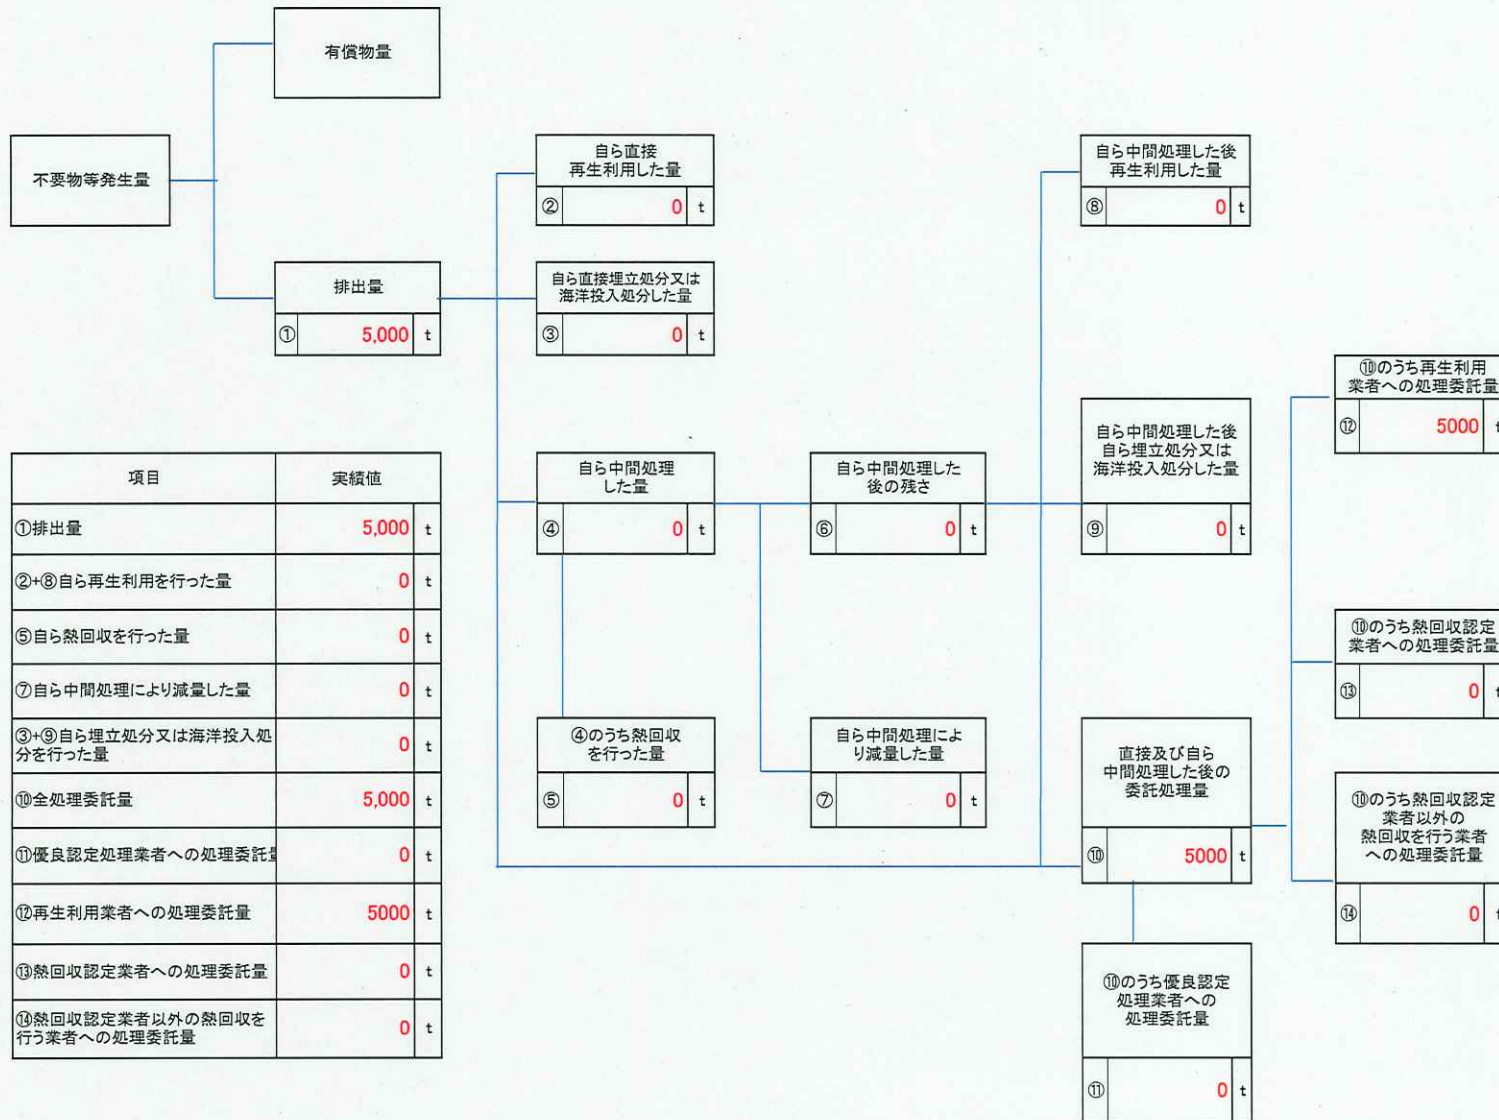 有償物量
不要物等発生量
排出量
① 5,000 t
自ら直接
再生利用した量
② 0 t
自ら直接埋立処分又は
海洋投入処分した量
③ 0 t
自ら中間処理
した量
④ 0 t
④のうち熱回収
を行った量
⑤ 0 t
自ら中間処理した
後の残さ
⑥ 0 t
自ら中間処理によ
り減量した量
⑦ 0 t
自ら中間処理した後
再生利用した量
⑧ 0 t
自ら中間処理した後
自ら埋立処分又は
海洋投入処分した量
⑨ 0 t
直接及び自ら
中間処理した後の
委託処理量
⑩ 5000 t
⑩のうち優良認定
処理業者への
処理委託量
⑪ 0 t
⑩のうち再生利用
業者への処理委託量
⑫ 5000 t
⑩のうち熱回収認定
業者への処理委託量
⑬ 0 t
⑩のうち熱回収認定
業者以外の
熱回収を行う業者
への処理委託量
⑭ 0 t
項目 実績値
①排出量 5,000 t
②+⑧自ら再生利用を行った量 0 t
⑤自ら熱回収を行った量 0 t
⑦自ら中間処理により減量した量 0 t
③+⑨自ら埋立処分又は海洋投入処
分を行った量 0 t
⑩全処理委託量 5,000 t
⑪優良認定処理業者への処理委託量 0 t
⑫再生利用業者への処理委託量 5000 t
⑬熱回収認定業者への処理委託量 0 t
⑭熱回収認定業者以外の熱回収を
行う業者への処理委託量 0 t